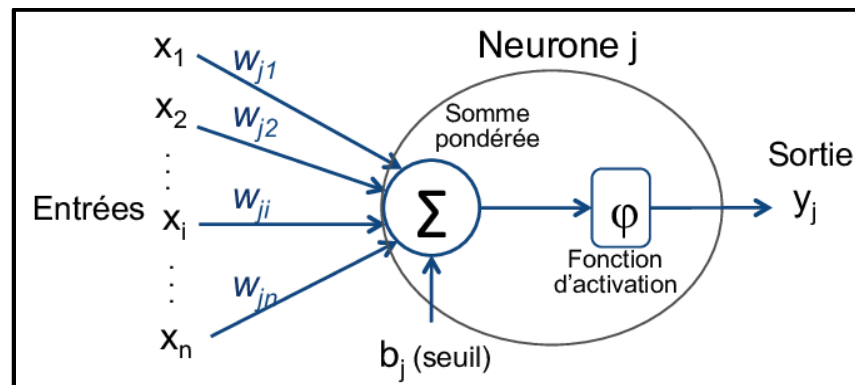 Neurone j
x1
wj1
x2
wj2
Somme
pondérée
Sortie
Entrées
xi
wji
Σ
φ
yj
Fonction
d'activation
wjn
xn
bj (seuil)